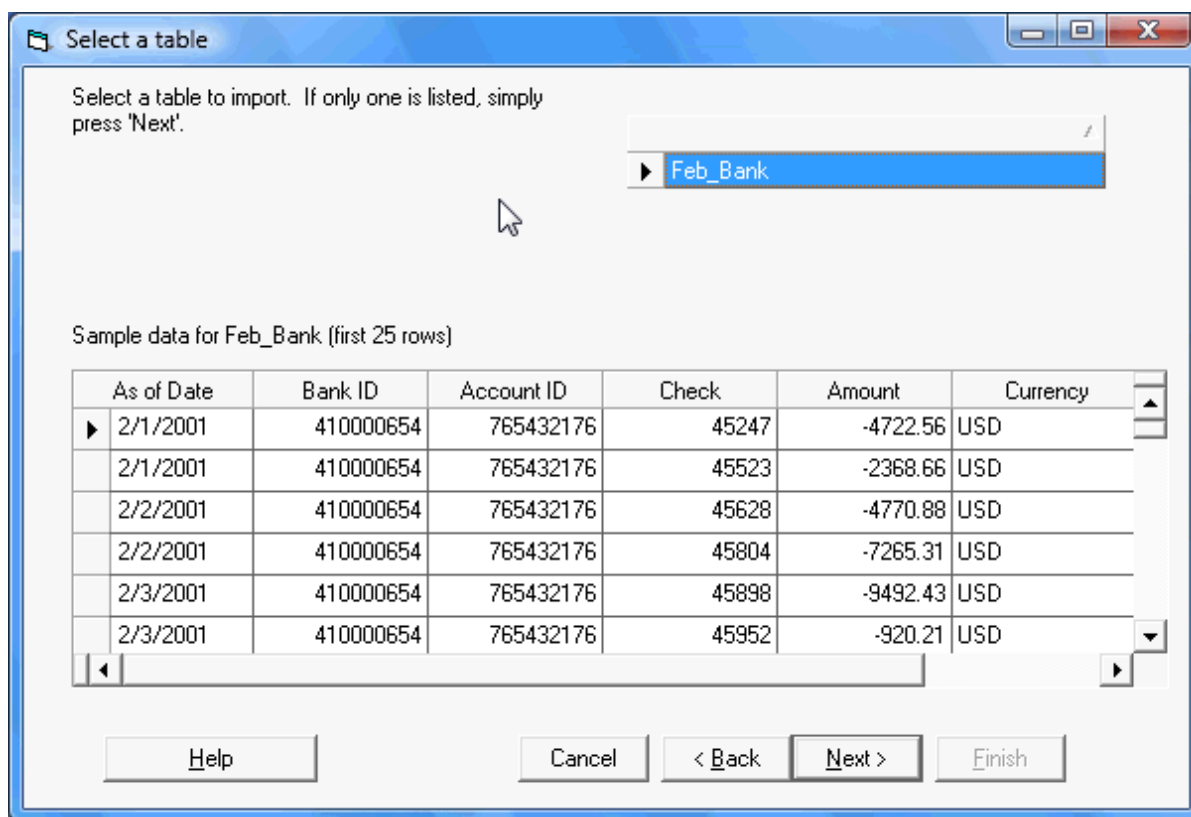 Select a table
Select a table to import. If only one is listed, simply
press 'Next'.
Feb_Bank
Sample data for Feb_Bank (first 25 rows)
As of Date Bank ID Account ID Check Amount Currency
2/1/2001 410000654 765432176 45247 -4722.56 USD
2/1/2001 410000654 765432176 45523 -2368.66 USD
2/2/2001 410000654 765432176 45628 -4770.88 USD
2/2/2001 410000654 765432176 45804 -7265.31 USD
2/3/2001 410000654 765432176 45898 -9492.43 USD
2/3/2001 410000654 765432176 45952 -920.21 USD
Help Cancel < Back Next > Finish